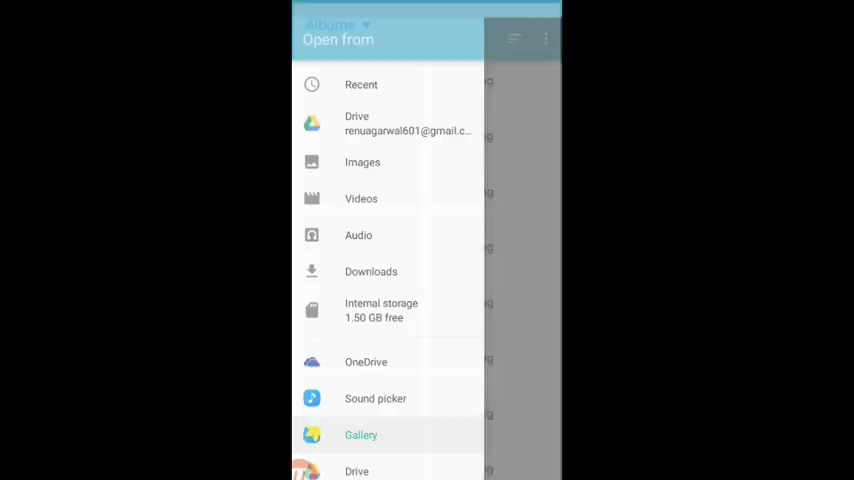 Albums
Open from
Recent
Drive
renuagarwal601@gmail.c...
Images
Videos
Audio
Downloads
Internal storage
1.50 GB free
OneDrive
Sound picker
Gallery
Drive